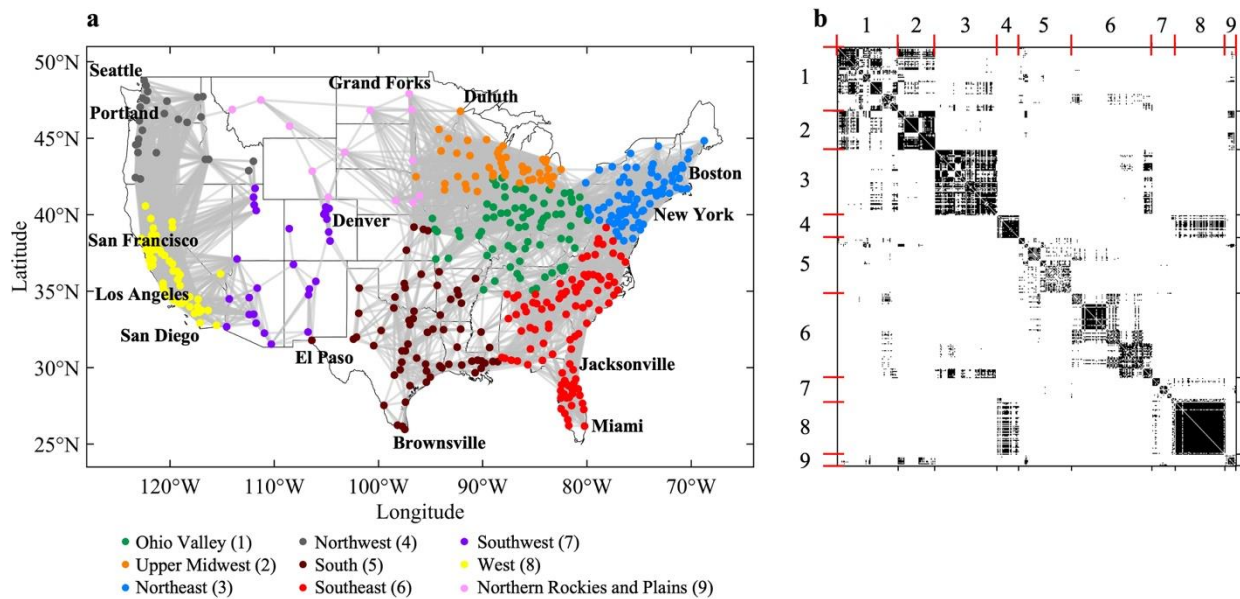 a
b
50°N
45°N
40°N
35°N
30°N
25°N
Latitude
120°W 110°W 100°W 90°W 80°W 70°W
Longitude
Seattle
Portland
Grand Forks
Duluth
Boston
New York
Denver
San Francisco
Los Angeles
San Diego
El Paso
Jacksonville
Brownsville
Miami
Ohio Valley (1) Northwest (4) Southwest (7)
Upper Midwest (2) South (5) West (8)
Northeast (3) Southeast (6) Northern Rockies and Plains (9)
1 2 3 4 5 6 7 8 9
1
2
3
4
5
6
7
8
9